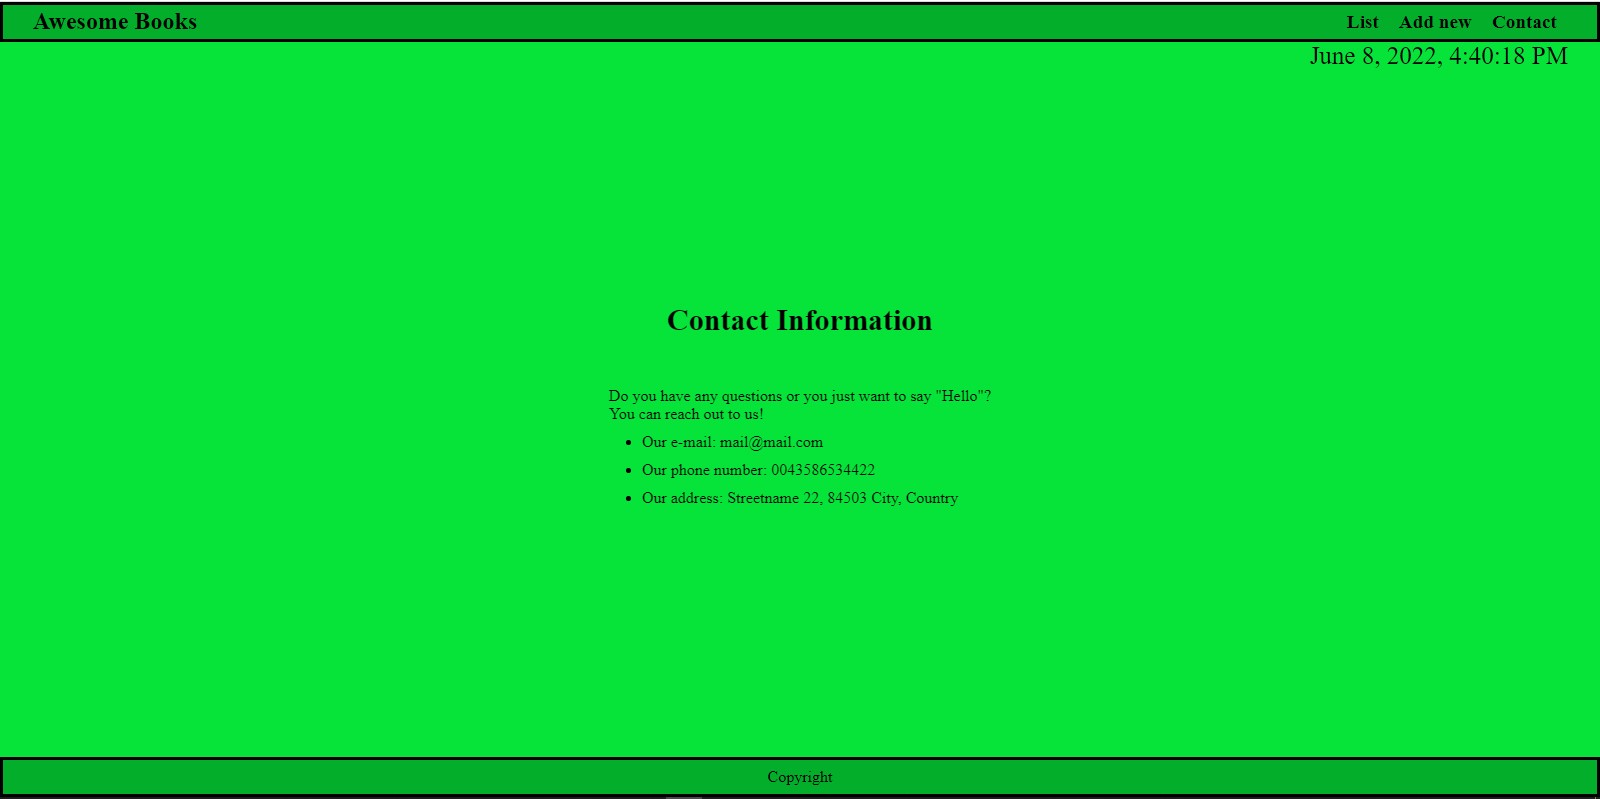 Awesome Books
List Add new Contact
June 8, 2022, 4:40:18 PM
Contact Information
Do you have any questions or you just want to say "Hello"?
You can reach out to us!
• Our e-mail: mail@mail.com
• Our phone number: 0043586534422
• Our address: Streetname 22, 84503 City, Country
Copyright